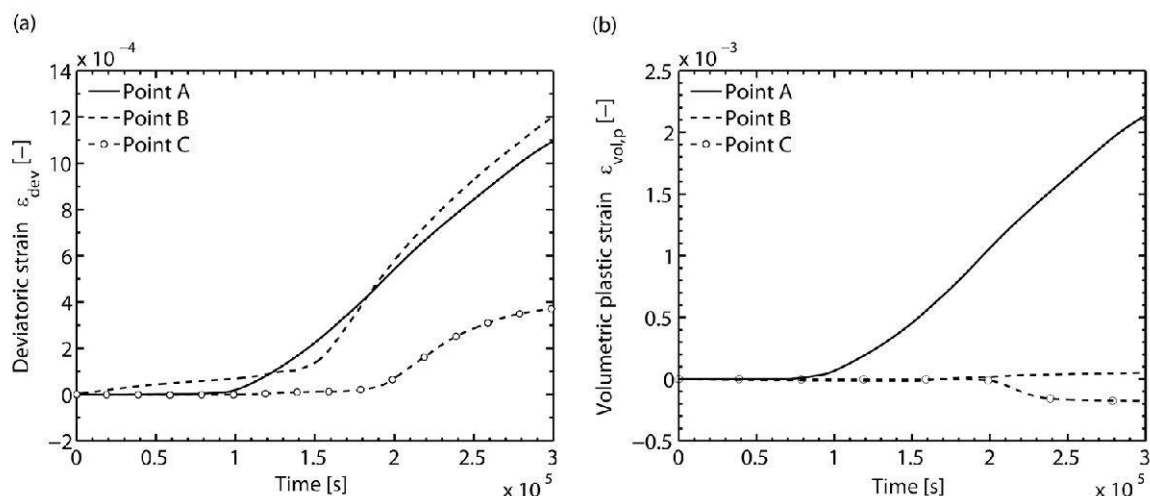 (a)
× 10⁻⁴
14
12
10
8
6
4
2
0
−2
Deviatoric strain ε_dev [−]
Point A
Point B
Point C
0 0.5 1 1.5 2 2.5 3
Time [s] × 10⁵
(b)
× 10⁻³
2.5
2
1.5
1
0.5
0
−0.5
Volumetric plastic strain ε_vol,p [−]
Point A
Point B
Point C
0 0.5 1 1.5 2 2.5 3
Time [s] × 10⁵